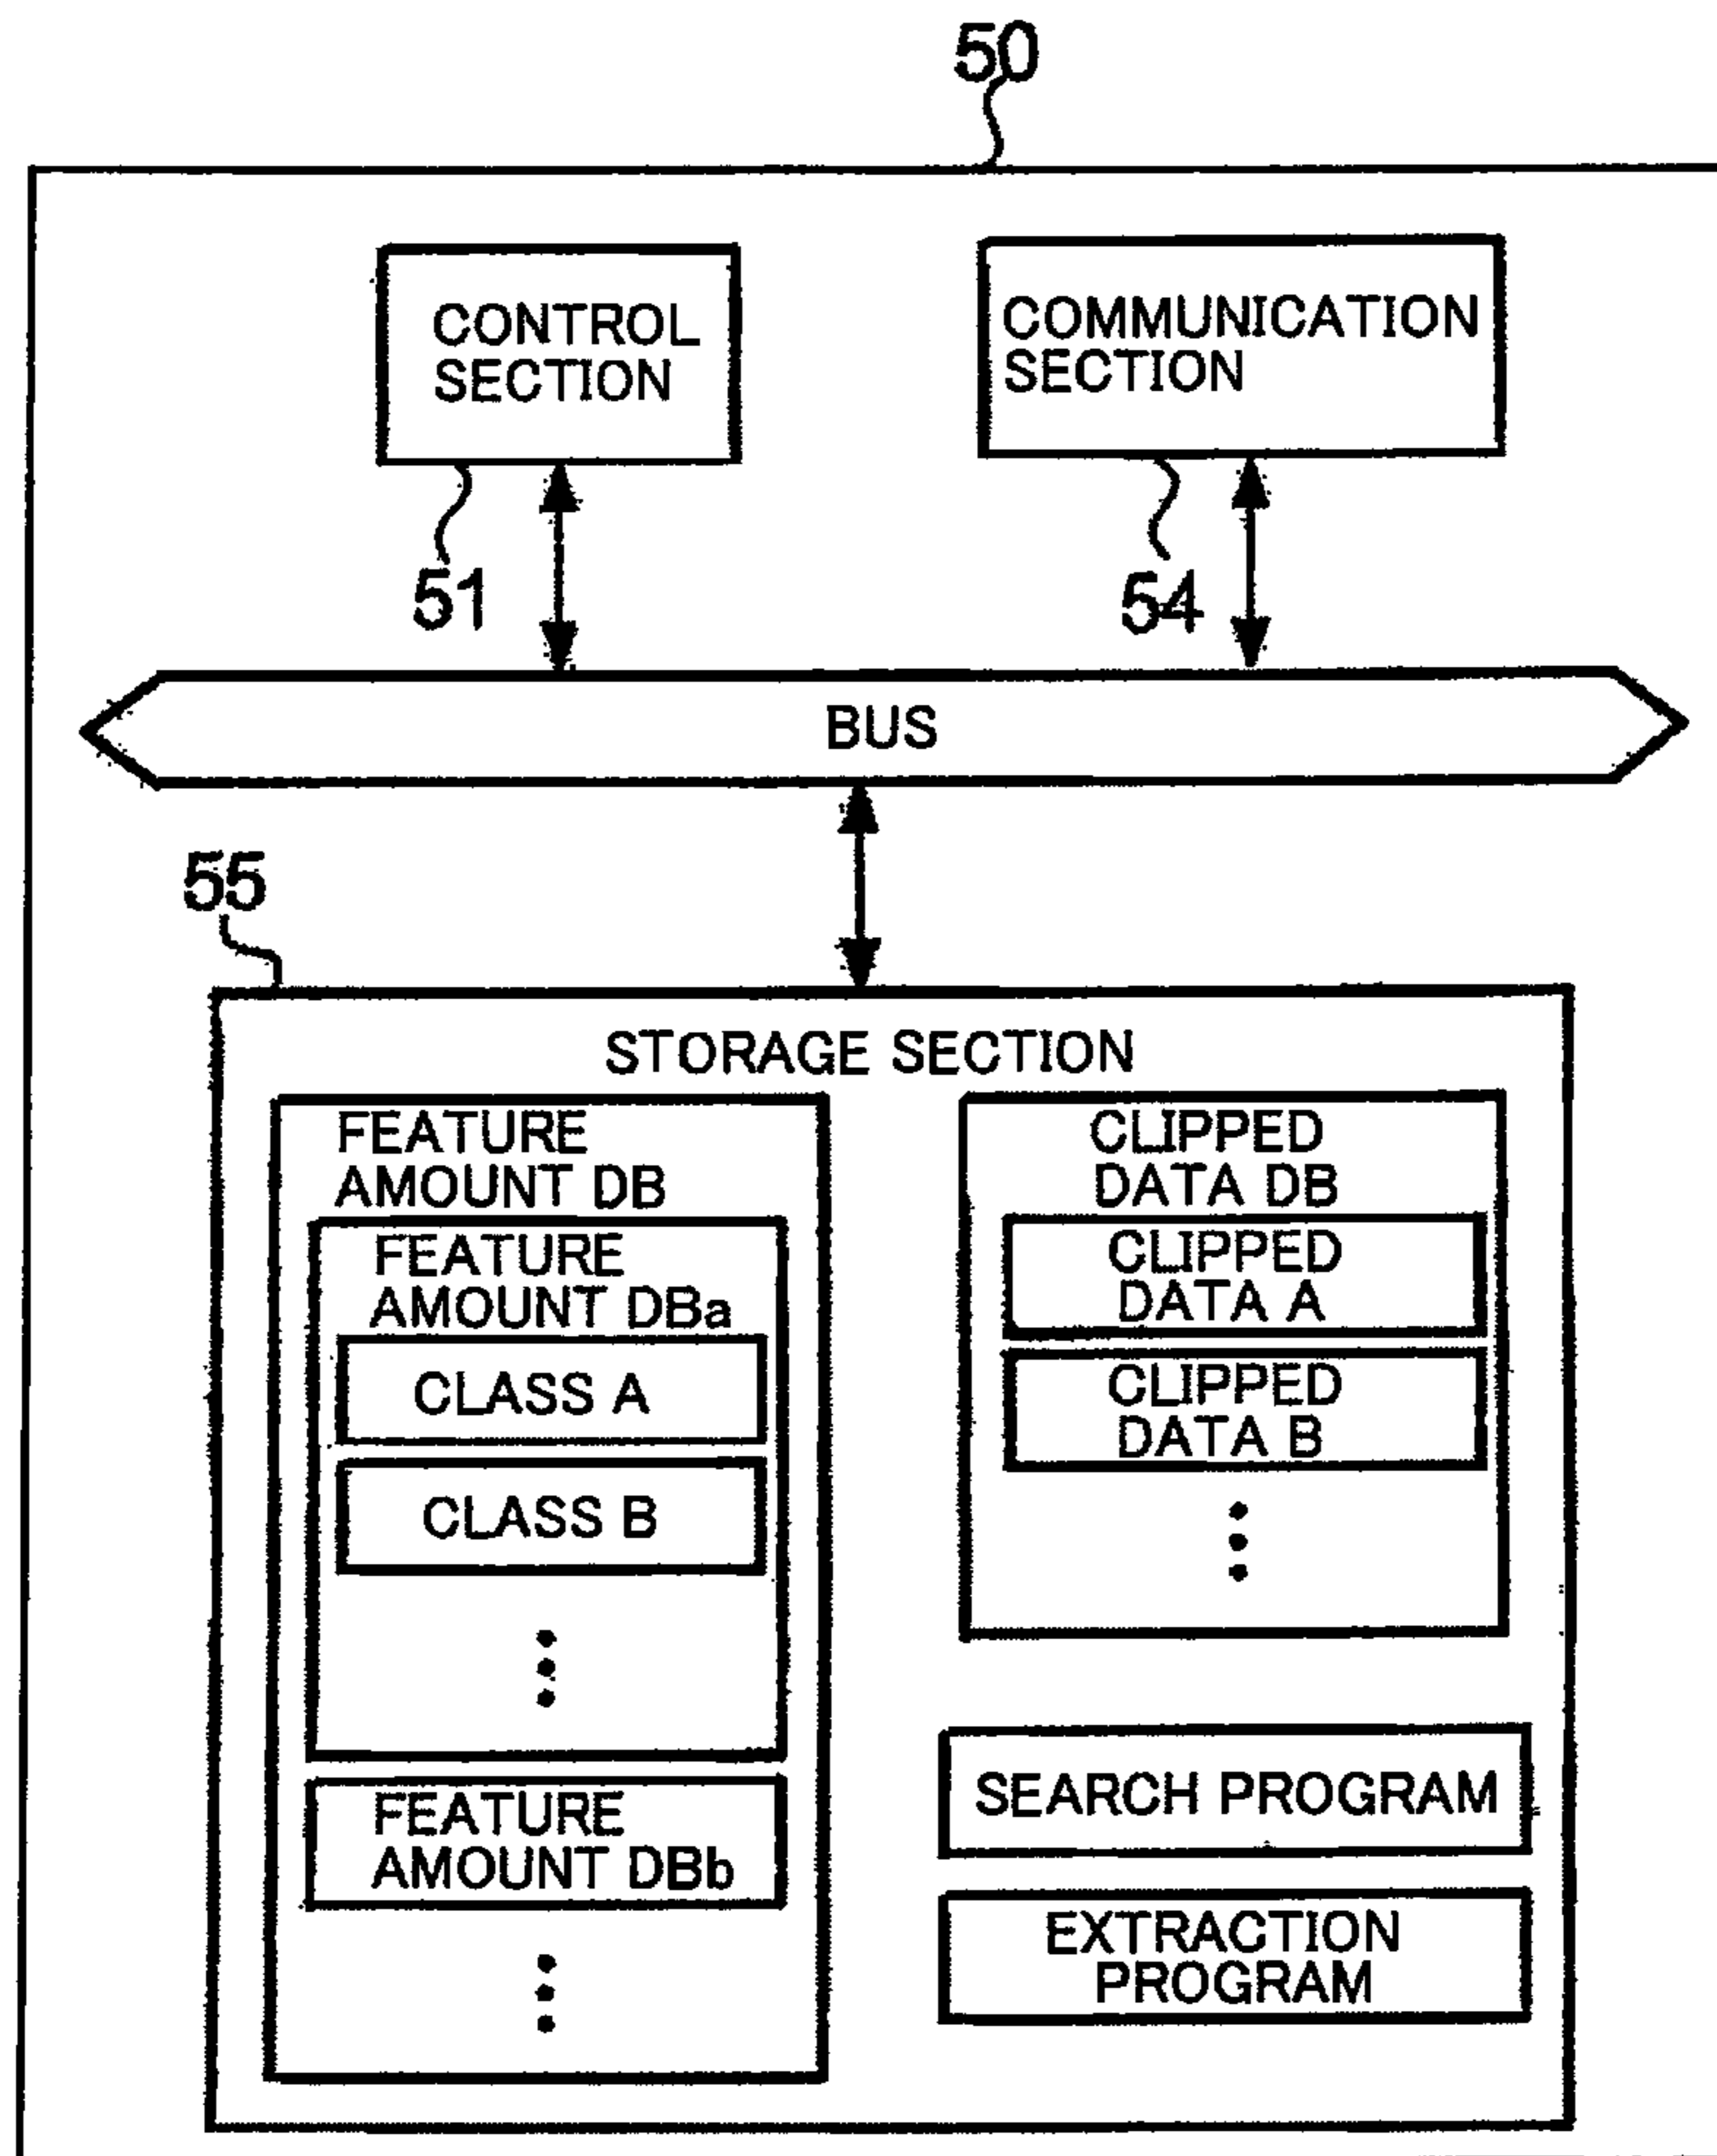 50
CONTROL
SECTION
COMMUNICATION
SECTION
51
54
BUS
55
STORAGE SECTION
FEATURE
AMOUNT DB
FEATURE
AMOUNT DBa
CLASS A
CLASS B
FEATURE
AMOUNT DBb
CLIPPED
DATA DB
CLIPPED
DATA A
CLIPPED
DATA B
SEARCH PROGRAM
EXTRACTION
PROGRAM